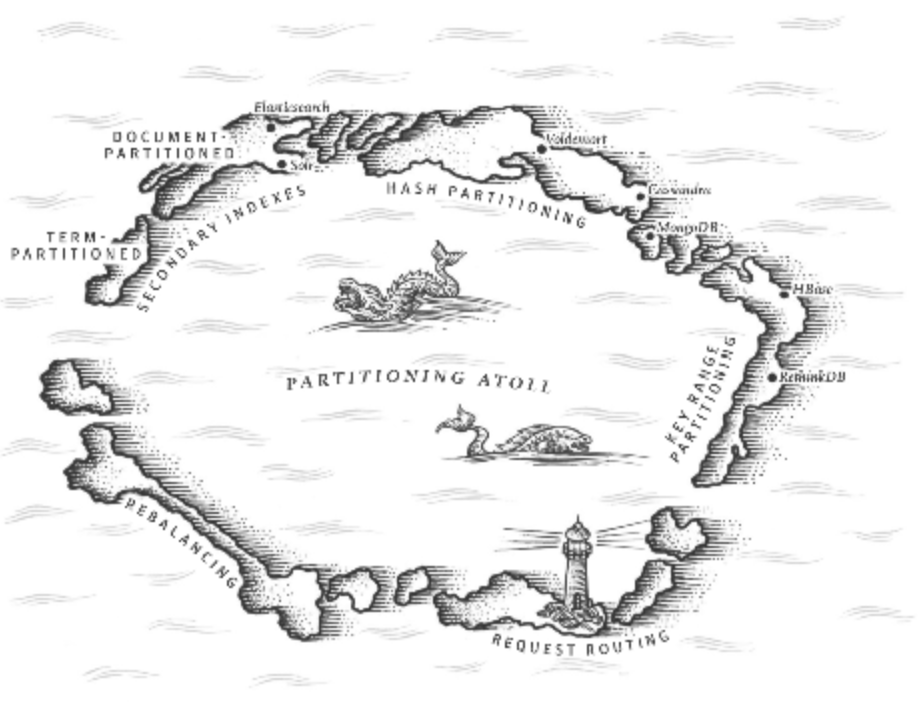 Elasticsearch
DOCUMENT-
PARTITIONED
Solr
Voldemort
HASH PARTITIONING
Cassandra
SECONDARY INDEXES
TERM-
PARTITIONED
MongoDB
HBase
KEY RANGE
PARTITIONING
RethinkDB
PARTITIONING ATOLL
REBALANCING
REQUEST ROUTING